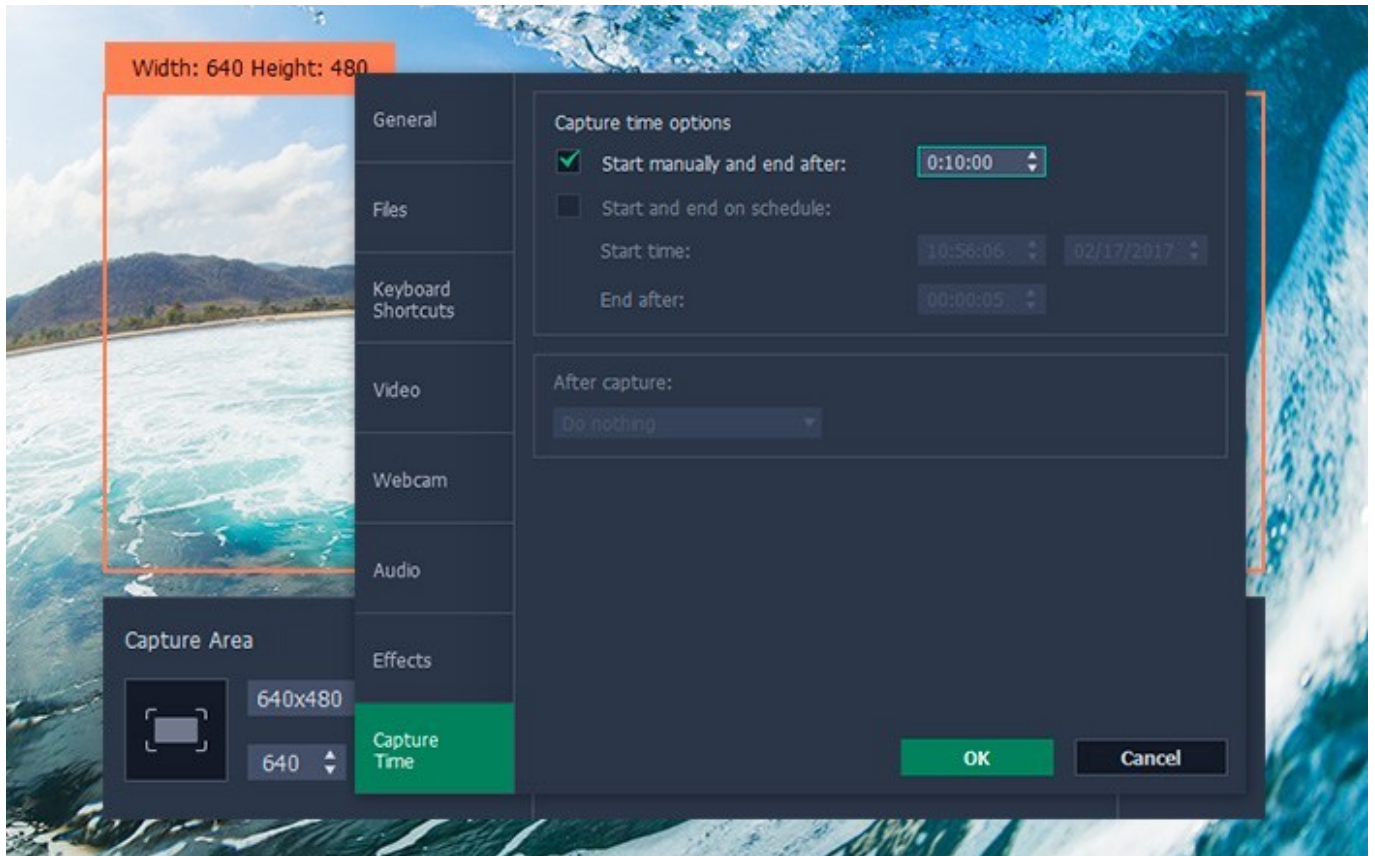 Width: 640 Height: 480
General
Files
Keyboard
Shortcuts
Video
Webcam
Audio
Effects
Capture
Time
Capture time options
Start manually and end after: 0:10:00
Start and end on schedule:
Start time: 10:56:06 02/17/2017
End after: 00:00:05
After capture:
Do nothing
OK Cancel
Capture Area
640x480
640